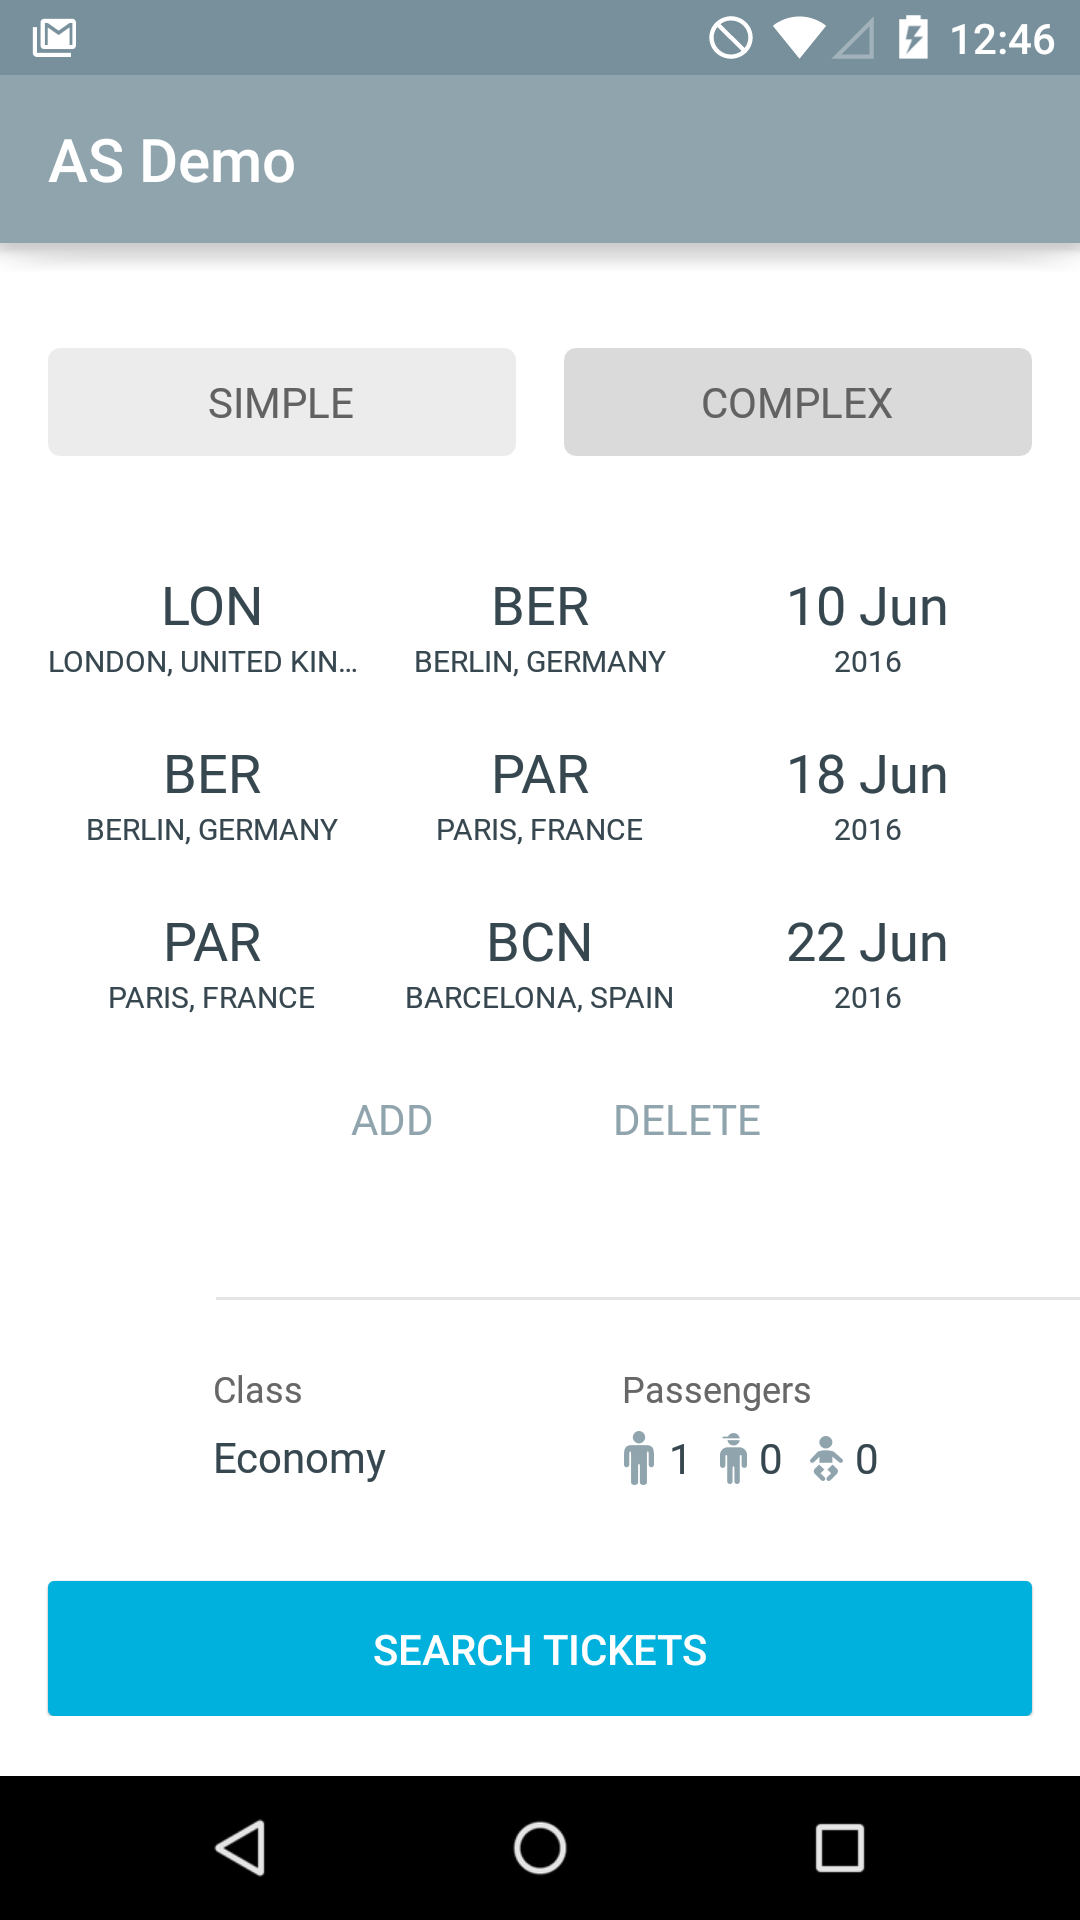 12:46
AS Demo
SIMPLE COMPLEX
LON BER 10 Jun
LONDON, UNITED KIN... BERLIN, GERMANY 2016
BER PAR 18 Jun
BERLIN, GERMANY PARIS, FRANCE 2016
PAR BCN 22 Jun
PARIS, FRANCE BARCELONA, SPAIN 2016
ADD DELETE
Class Passengers
Economy 1 0 0
SEARCH TICKETS